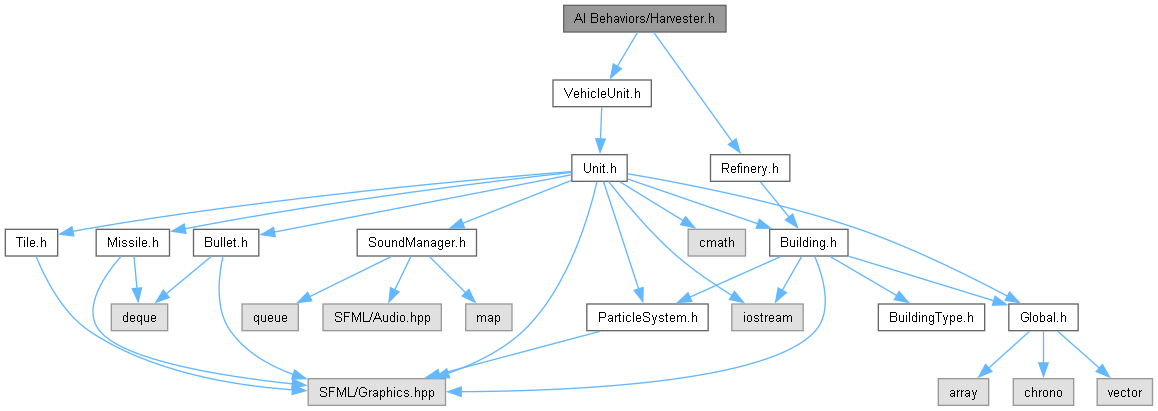 AI Behaviors/Harvester.h
VehicleUnit.h
Unit.h
Refinery.h
Tile.h
Missile.h
Bullet.h
SoundManager.h
cmath
Building.h
deque
queue
SFML/Audio.hpp
map
ParticleSystem.h
iostream
BuildingType.h
Global.h
SFML/Graphics.hpp
array
chrono
vector